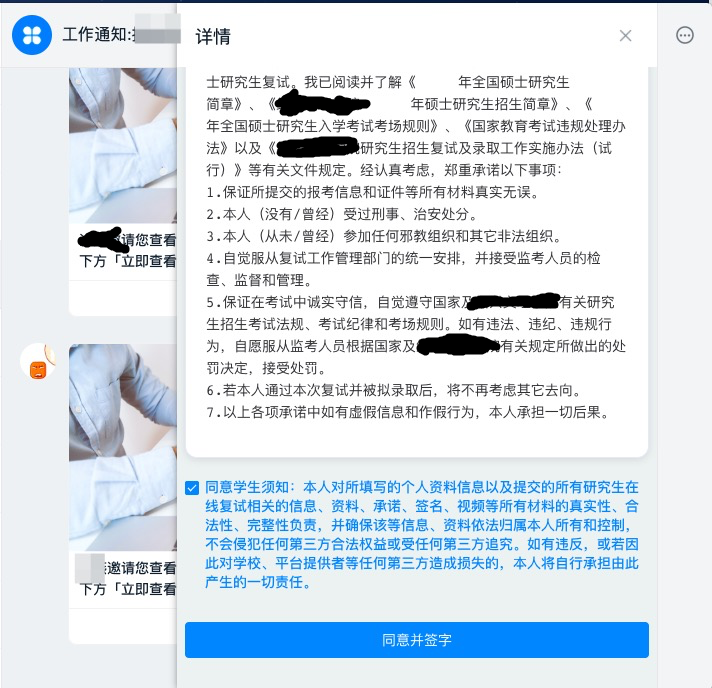 工作通知:
详情
士研究生复试。我已阅读并了解《 年全国硕士研究生
简章》、《 年硕士研究生招生简章》、《
年全国硕士研究生入学考试考场规则》、《国家教育考试违规处理办
法》以及《 研究生招生复试及录取工作实施办法（试
行）》等有关文件规定。经认真考虑，郑重承诺以下事项：
1.保证所提交的报考信息和证件等所有材料真实无误。
2.本人（没有/曾经）受过刑事、治安处分。
3.本人（从未/曾经）参加任何邪教组织和其它非法组织。
4.自觉服从复试工作管理部门的统一安排，并接受监考人员的检
查、监督和管理。
5.保证在考试中诚实守信，自觉遵守国家及 有关研究
生招生考试法规、考试纪律和考场规则。如有违法、违纪、违规行
为，自愿服从监考人员根据国家及 有关规定所做出的处
罚决定，接受处罚。
6.若本人通过本次复试并被拟录取后，将不再考虑其它去向。
7.以上各项承诺中如有虚假信息和作假行为，本人承担一切后果。
请您查看
下方「立即查看
邀请您查看
下方「立即查看
同意学生须知：本人对所填写的个人资料信息以及提交的所有研究生在
线复试相关的信息、资料、承诺、签名、视频等所有材料的真实性、合
法性、完整性负责，并确保该等信息、资料依法归属本人所有和控制，
不会侵犯任何第三方合法权益或受任何第三方追究。如有违反，或若因
此对学校、平台提供者等任何第三方造成损失的，本人将自行承担由此
产生的一切责任。
同意并签字